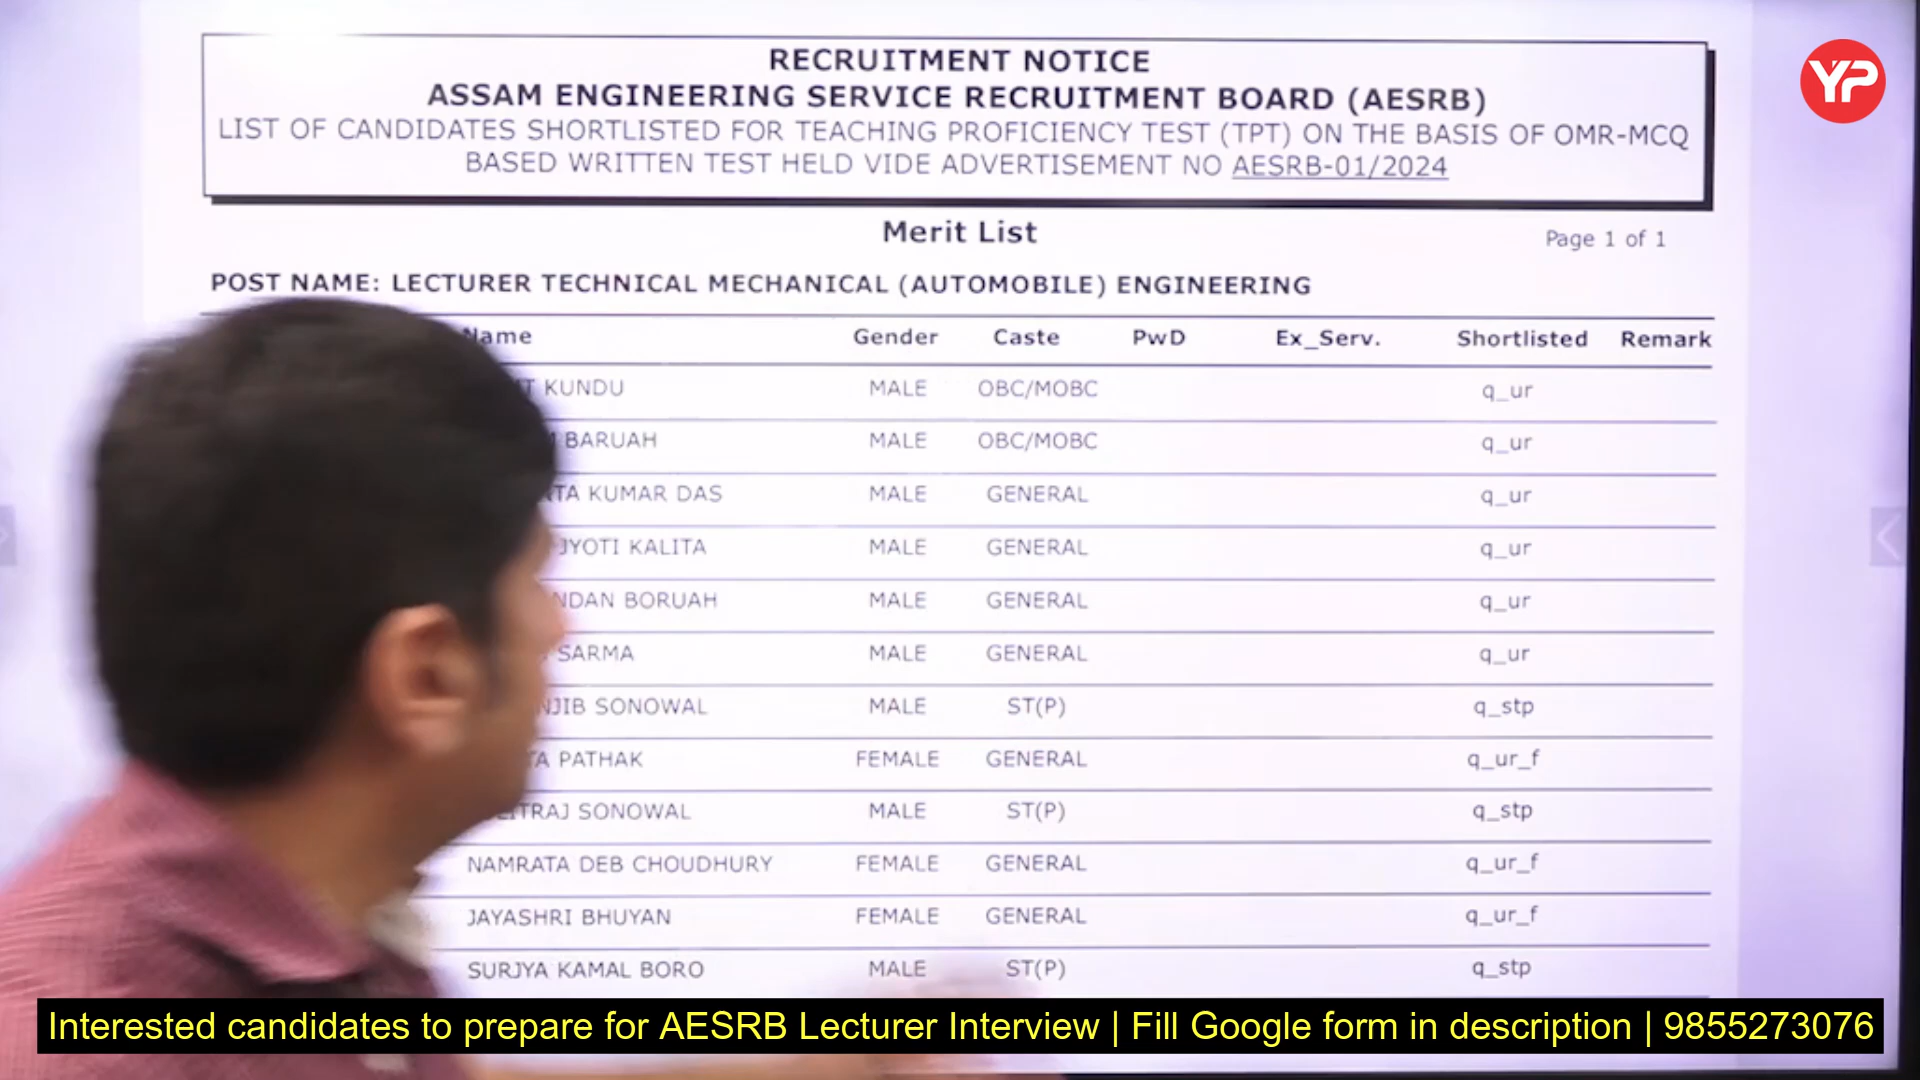 RECRUITMENT NOTICE
ASSAM ENGINEERING SERVICE RECRUITMENT BOARD (AESRB)
LIST OF CANDIDATES SHORTLISTED FOR TEACHING PROFICIENCY TEST (TPT) ON THE BASIS OF OMR-MCQ
BASED WRITTEN TEST HELD VIDE ADVERTISEMENT NO AESRB-01/2024
YP
Merit List
Page 1 of 1
POST NAME: LECTURER TECHNICAL MECHANICAL (AUTOMOBILE) ENGINEERING
Name Gender Caste PwD Ex_Serv. Shortlisted Remark
KUNDU MALE OBC/MOBC q_ur
BARUAH MALE OBC/MOBC q_ur
KUMAR DAS MALE GENERAL q_ur
JYOTI KALITA MALE GENERAL q_ur
BORUAH MALE GENERAL q_ur
SARMA MALE GENERAL q_ur
SONOWAL MALE ST(P) q_stp
PATHAK FEMALE GENERAL q_ur_f
SONOWAL MALE ST(P) q_stp
NAMRATA DEB CHOUDHURY FEMALE GENERAL q_ur_f
JAYASHRI BHUYAN FEMALE GENERAL q_ur_f
SURJYA KAMAL BORO MALE ST(P) q_stp
Interested candidates to prepare for AESRB Lecturer Interview | Fill Google form in description | 9855273076